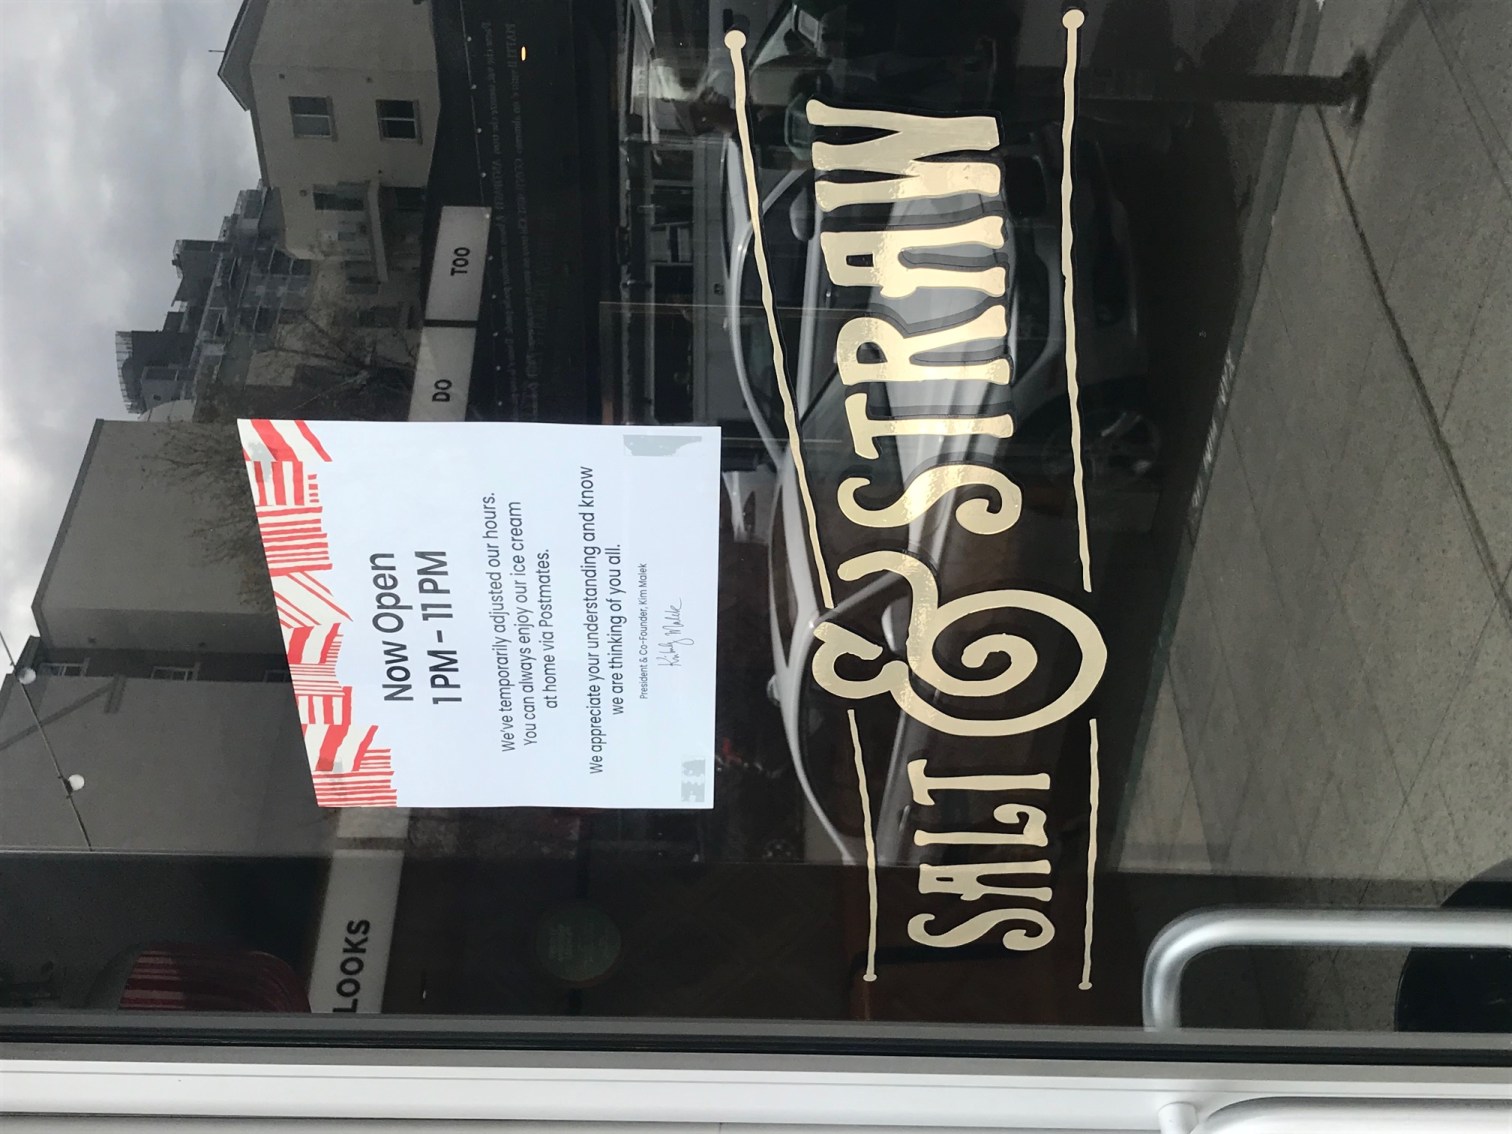 LOOKS
DO
TOO
Now Open
1 PM - 11 PM
We've temporarily adjusted our hours.
You can always enjoy our ice cream
at home via Postmates.
We appreciate your understanding and know
we are thinking of you all.
President & Co-Founder, Kim Malek
SALT & STRAW